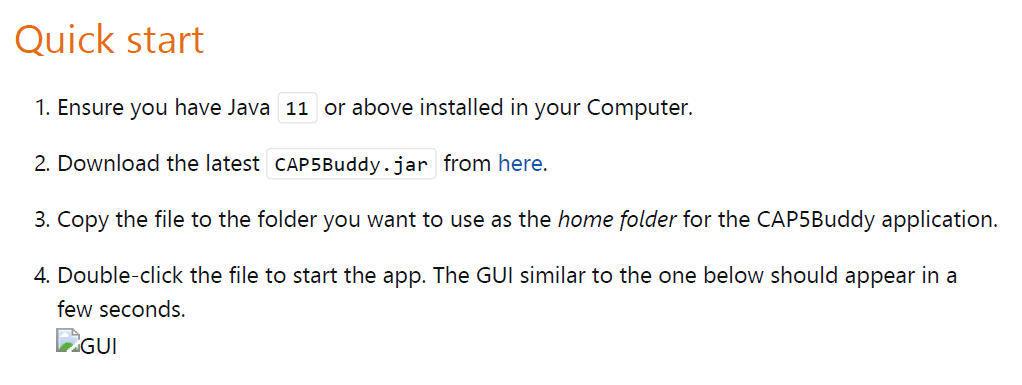 Quick start
1. Ensure you have Java 11 or above installed in your Computer.
2. Download the latest CAP5Buddy.jar from here.
3. Copy the file to the folder you want to use as the home folder for the CAP5Buddy application.
4. Double-click the file to start the app. The GUI similar to the one below should appear in a
few seconds.
GUI